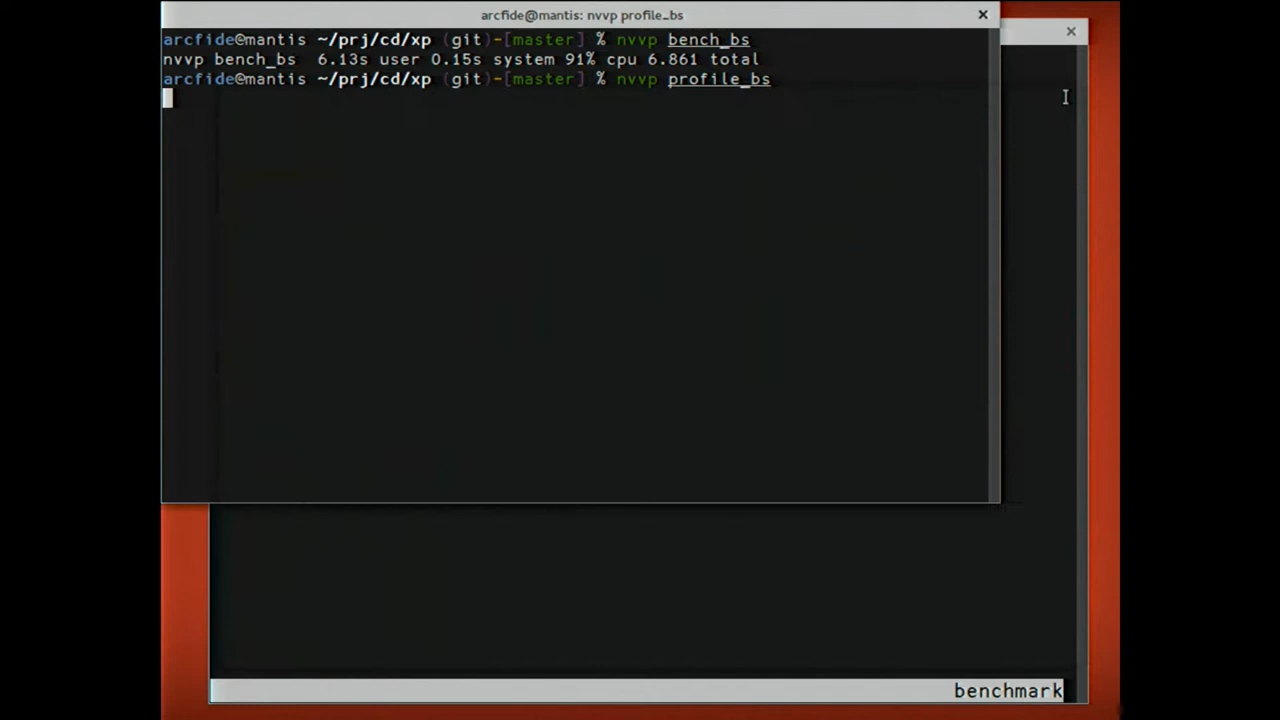 arcfide@mantis: nvvp profile_bs
arcfide@mantis ~/prj/cd/xp (git)-[master] % nvvp bench_bs
nvvp bench_bs  6.13s user 0.15s system 91% cpu 6.861 total
arcfide@mantis ~/prj/cd/xp (git)-[master] % nvvp profile_bs
benchmark